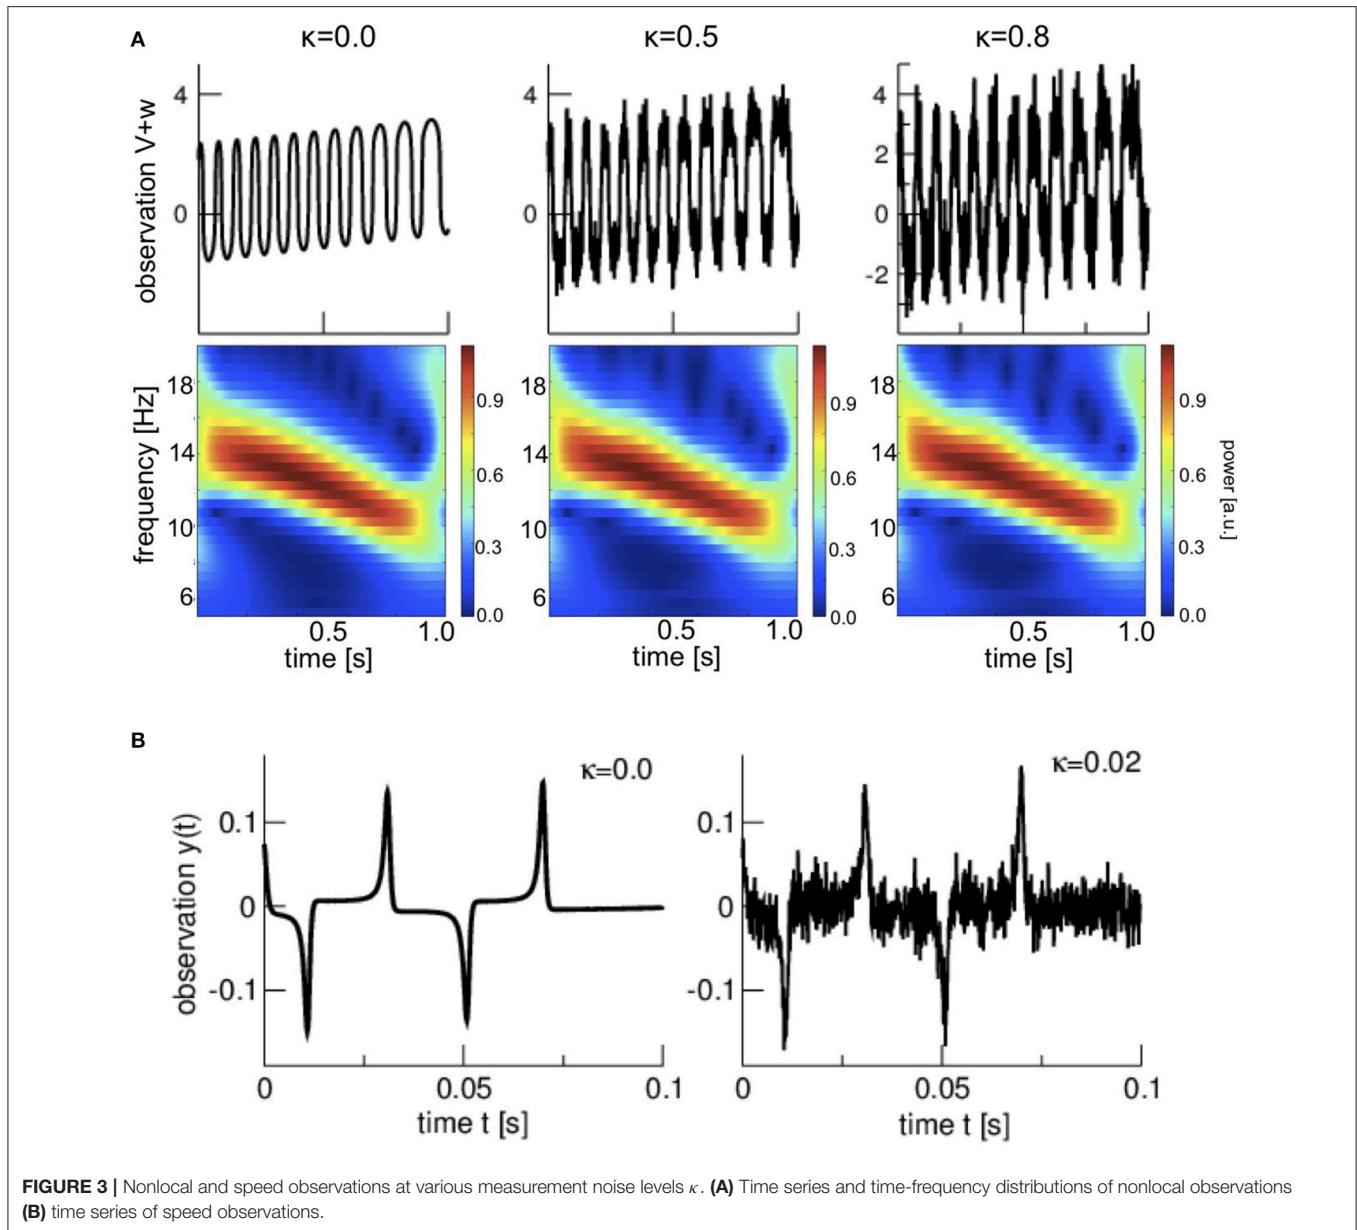 A
κ=0.0
κ=0.5
κ=0.8
observation V+w
4
0
4
0
4
2
0
-2
frequency [Hz]
18
14
10
6
0.9
0.6
0.3
0.0
0.5
1.0
time [s]
18
14
10
6
0.9
0.6
0.3
0.0
0.5
1.0
time [s]
18
14
10
6
0.9
0.6
0.3
0.0
power [a.u.]
0.5
1.0
time [s]
B
κ=0.0
observation y(t)
0.1
0
-0.1
0
0.05
0.1
time t [s]
κ=0.02
0.1
0
-0.1
0
0.05
0.1
time t [s]
FIGURE 3 | Nonlocal and speed observations at various measurement noise levels κ. (A) Time series and time-frequency distributions of nonlocal observations
(B) time series of speed observations.